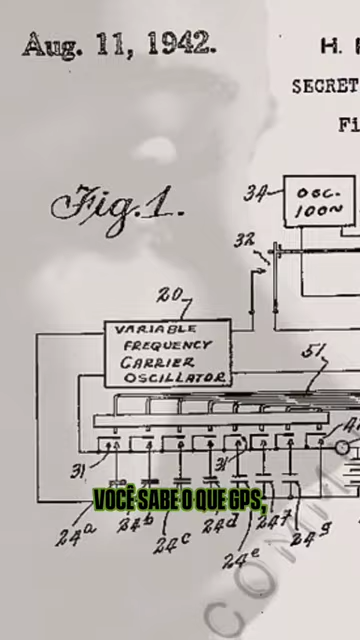 Aug. 11, 1942.
H.
SECRET
Fi
Fig.1.
34
OSC.
100~
32
20
VARIABLE
FREQUENCY
CARRIER
OSCILLATOR
51
31
31
VOCÊ SABE O QUE GPS,
24a
24b
24c
24d
24e
24f
24g
COMM